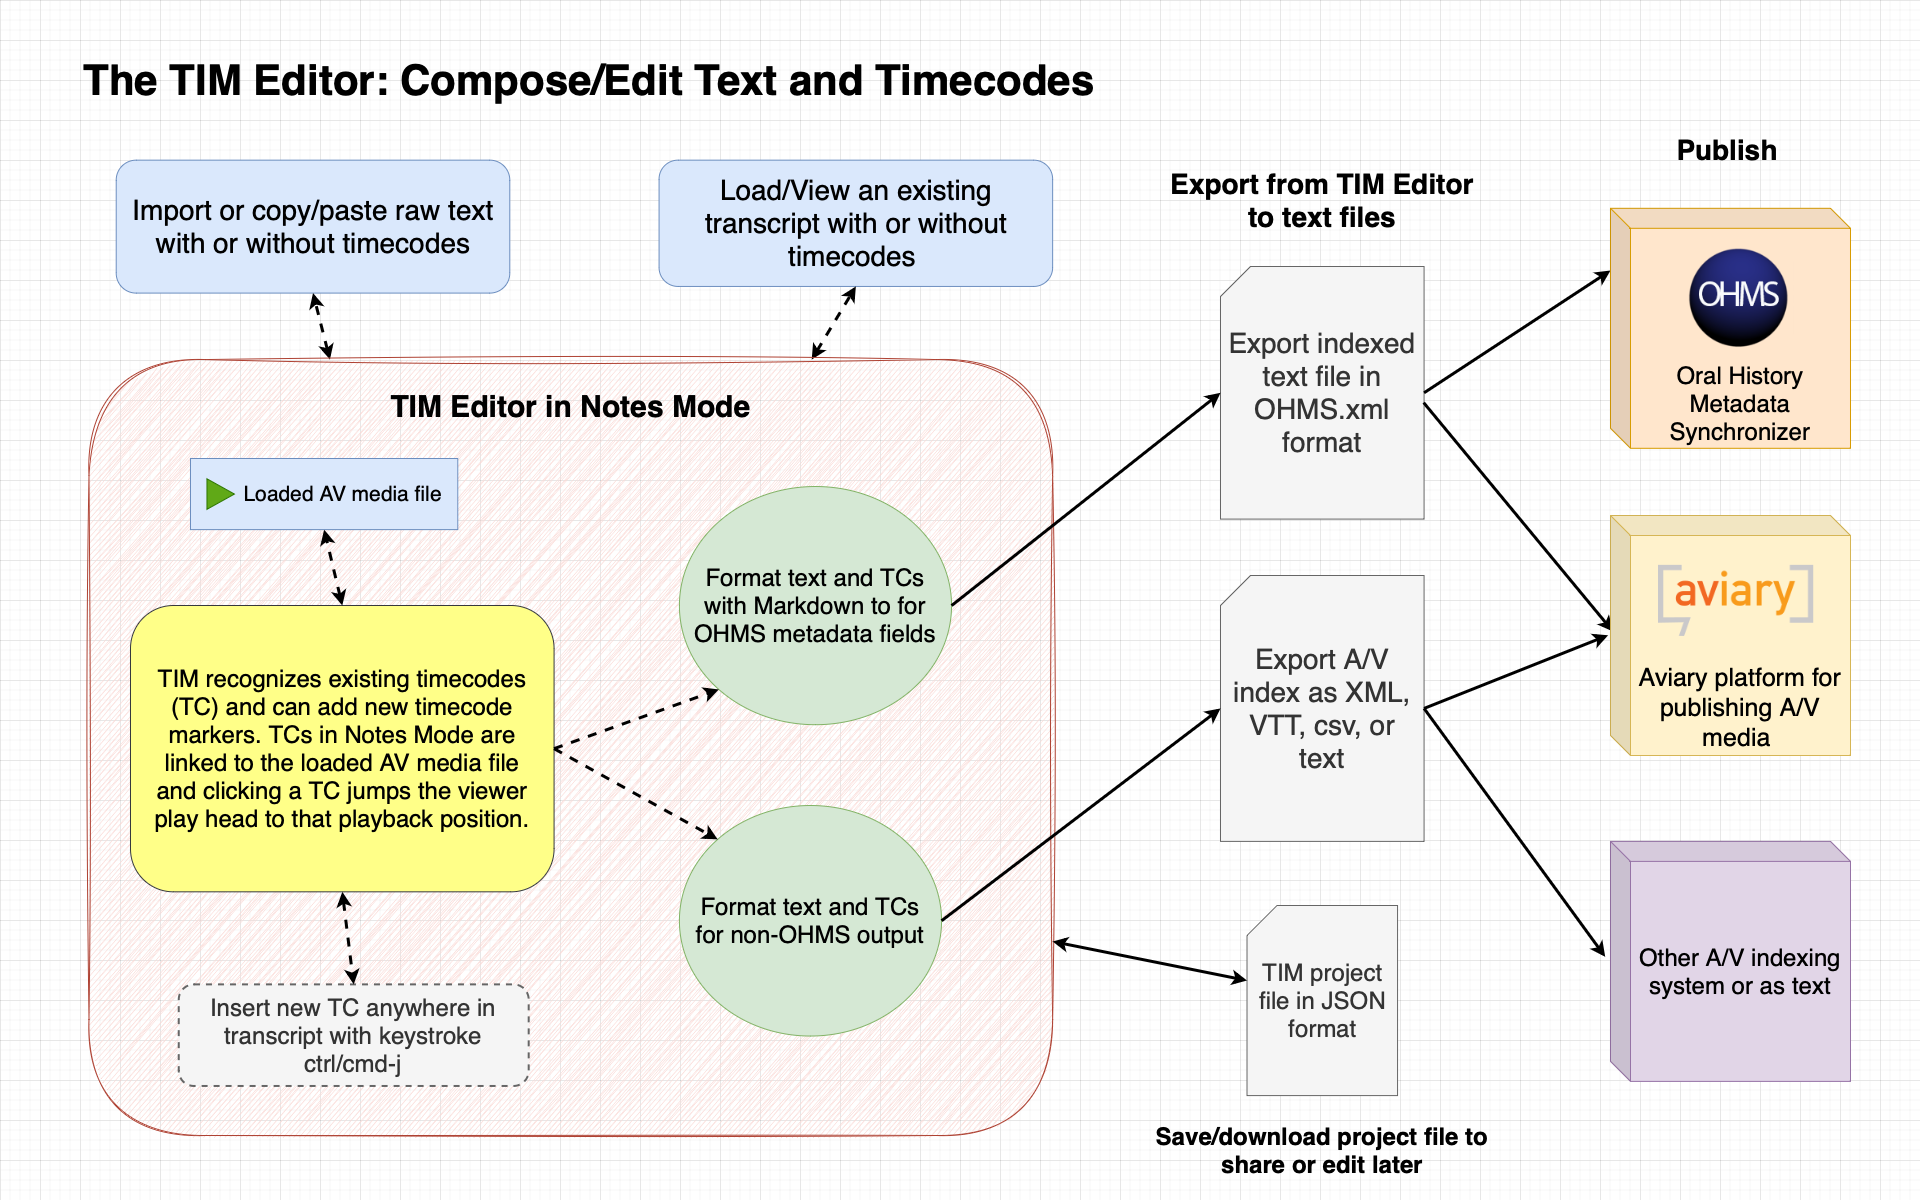 The TIM Editor: Compose/Edit Text and Timecodes
Import or copy/paste raw text
with or without timecodes
Load/View an existing
transcript with or without
timecodes
TIM Editor in Notes Mode
Loaded AV media file
TIM recognizes existing timecodes
(TC) and can add new timecode
markers. TCs in Notes Mode are
linked to the loaded AV media file
and clicking a TC jumps the viewer
play head to that playback position.
Insert new TC anywhere in
transcript with keystroke
ctrl/cmd-j
Format text and TCs
with Markdown to for
OHMS metadata fields
Format text and TCs
for non-OHMS output
Export from TIM Editor
to text files
Export indexed
text file in
OHMS.xml
format
Export A/V
index as XML,
VTT, csv, or
text
TIM project
file in JSON
format
Save/download project file to
share or edit later
Publish
OHMS
Oral History
Metadata
Synchronizer
aviary
Aviary platform for
publishing A/V
media
Other A/V indexing
system or as text